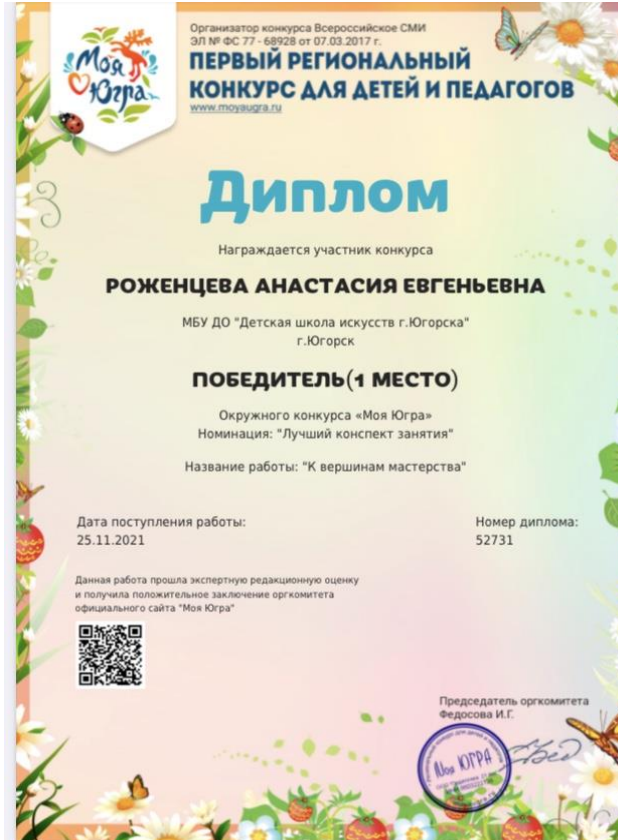 Моя
Югра
Организатор конкурса Всероссийское СМИ
ЭЛ № ФС 77 - 68928 от 07.03.2017 г.
ПЕРВЫЙ РЕГИОНАЛЬНЫЙ
КОНКУРС ДЛЯ ДЕТЕЙ И ПЕДАГОГОВ
www.moyaugra.ru
Диплом
Награждается участник конкурса
РОЖЕНЦЕВА АНАСТАСИЯ ЕВГЕНЬЕВНА
МБУ ДО "Детская школа искусств г.Югорска"
г.Югорск
ПОБЕДИТЕЛЬ(1 МЕСТО)
Окружного конкурса «Моя Югра»
Номинация: "Лучший конспект занятия"
Название работы: "К вершинам мастерства"
Дата поступления работы:
25.11.2021
Номер диплома:
52731
Данная работа прошла экспертную редакционную оценку
и получила положительное заключение оргкомитета
официального сайта "Моя Югра"
Председатель оргкомитета
Федосова И.Г.
Моя ЮГРА